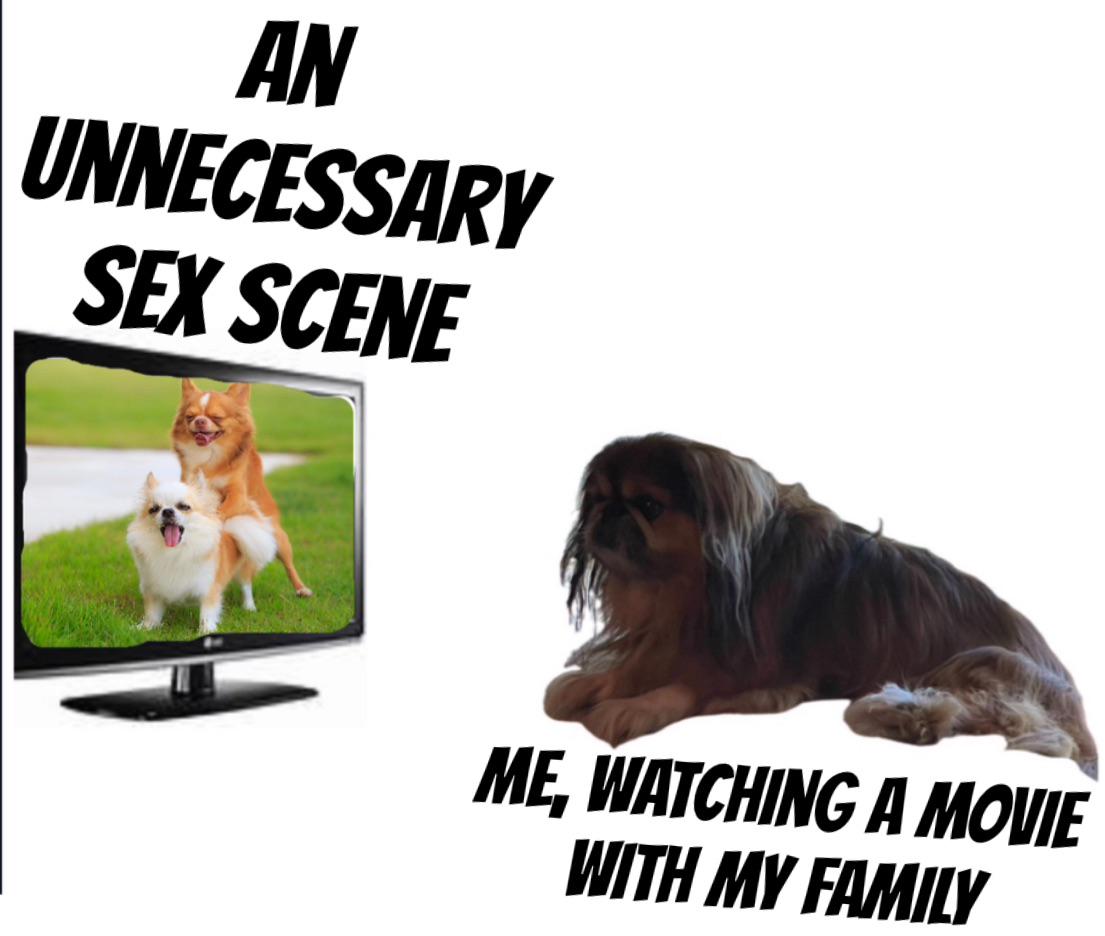 AN
UNNECESSARY
SEX SCENE
ME, WATCHING A MOVIE
WITH MY FAMILY